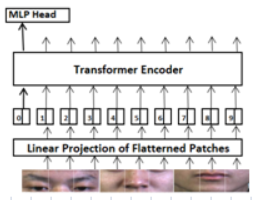 MLP Head
Transformer Encoder
0 1 2 3 4 5 6 7 8 9
Linear Projection of Flatterned Patches